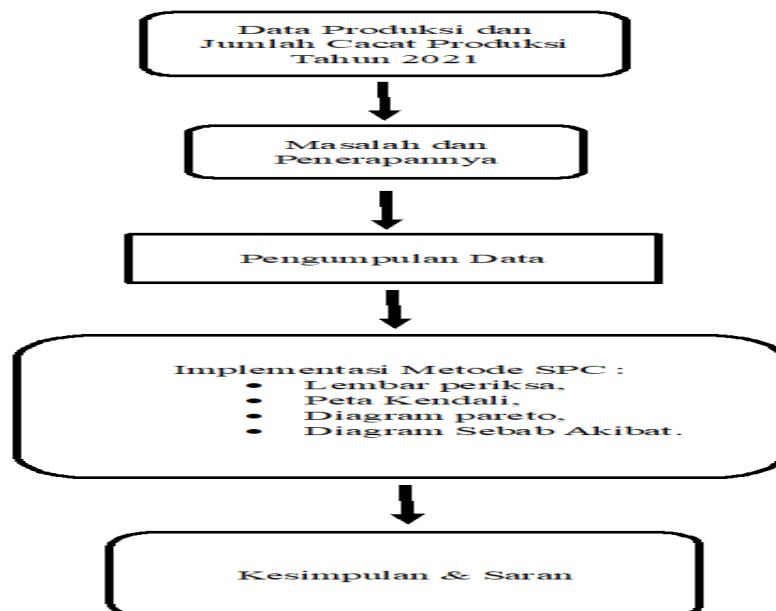 Data Produksi dan
Jumlah Cacat Produksi
Tahun 2021
Masalah dan
Penerapannya
Pengumpulan Data
Implementasi Metode SPC :
• Lembar periksa,
• Peta Kendali,
• Diagram pareto,
• Diagram Sebab Akibat.
Kesimpulan & Saran